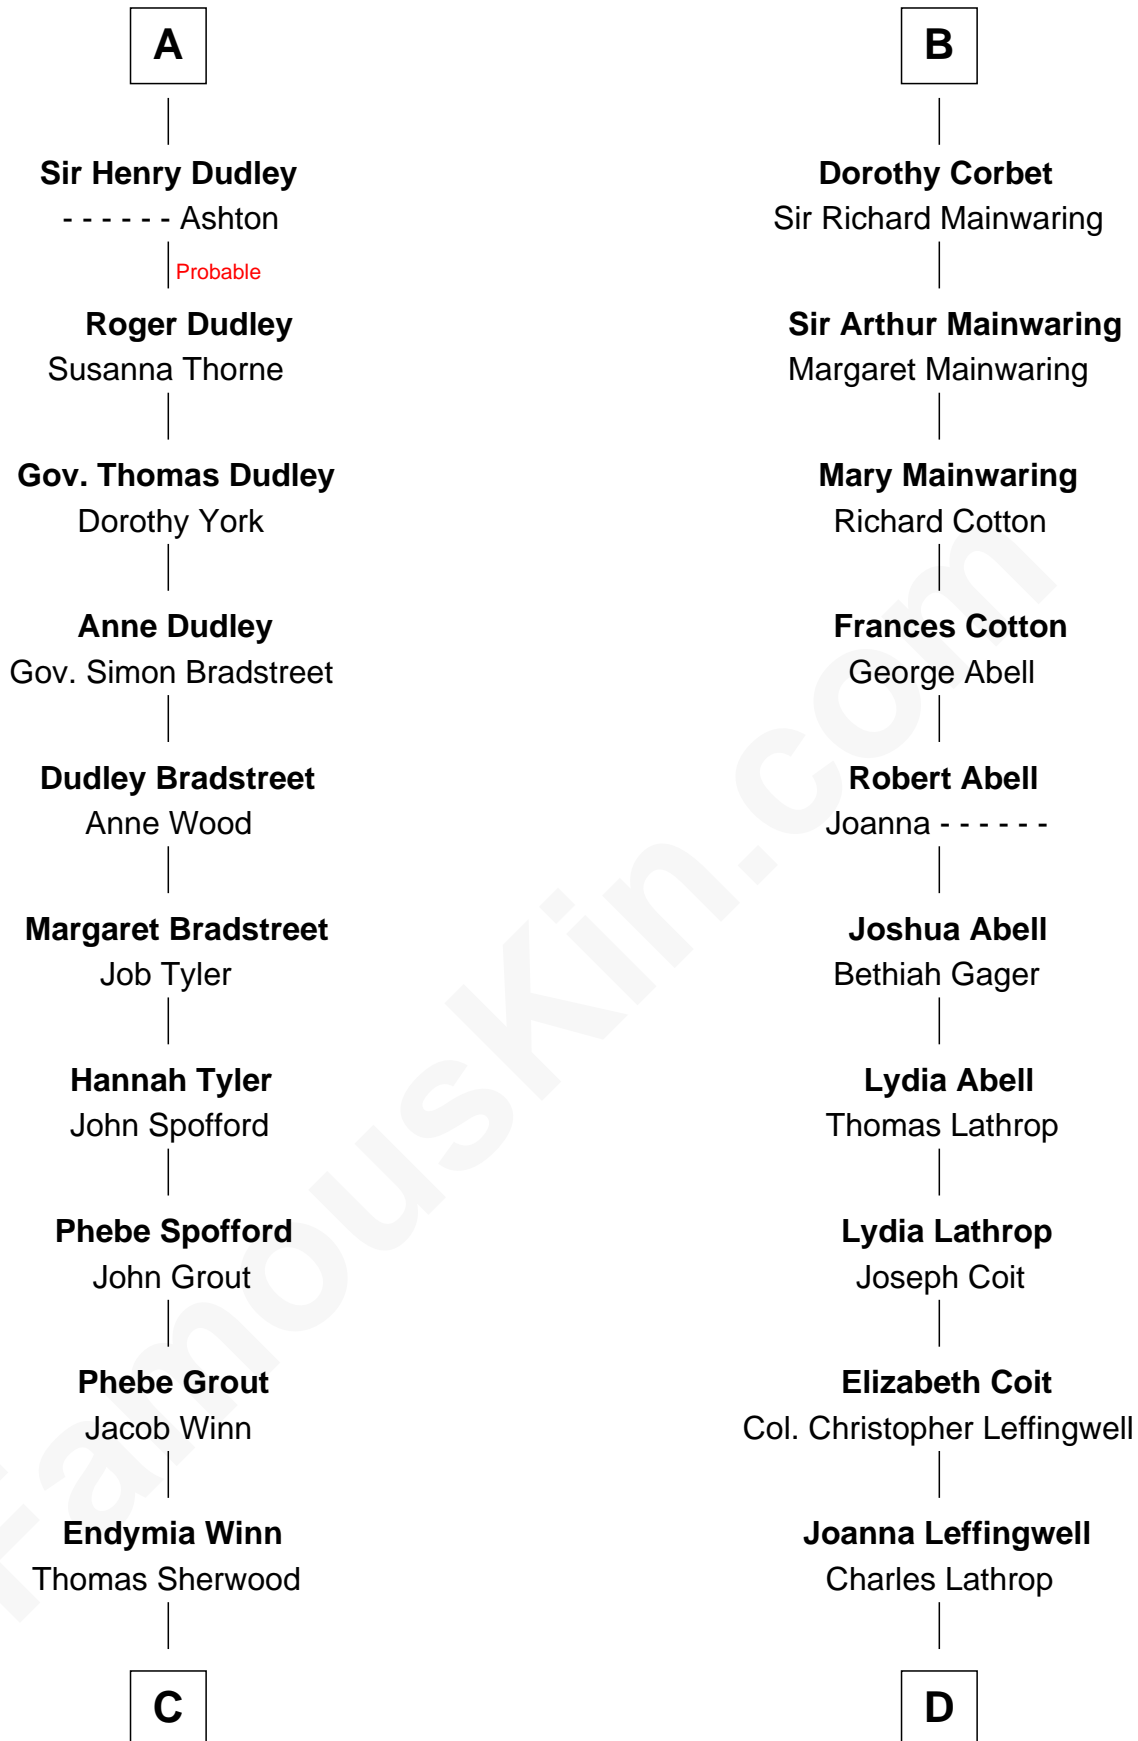 A
Sir Henry Dudley
- - - - - - Ashton
Probable
Roger Dudley
Susanna Thorne
Gov. Thomas Dudley
Dorothy York
Anne Dudley
Gov. Simon Bradstreet
Dudley Bradstreet
Anne Wood
Margaret Bradstreet
Job Tyler
Hannah Tyler
John Spofford
Phebe Spofford
John Grout
Phebe Grout
Jacob Winn
Endymia Winn
Thomas Sherwood
C
B
Dorothy Corbet
Sir Richard Mainwaring
Sir Arthur Mainwaring
Margaret Mainwaring
Mary Mainwaring
Richard Cotton
Frances Cotton
George Abell
Robert Abell
Joanna - - - - - -
Joshua Abell
Bethiah Gager
Lydia Abell
Thomas Lathrop
Lydia Lathrop
Joseph Coit
Elizabeth Coit
Col. Christopher Leffingwell
Joanna Leffingwell
Charles Lathrop
D
FamousKin.com